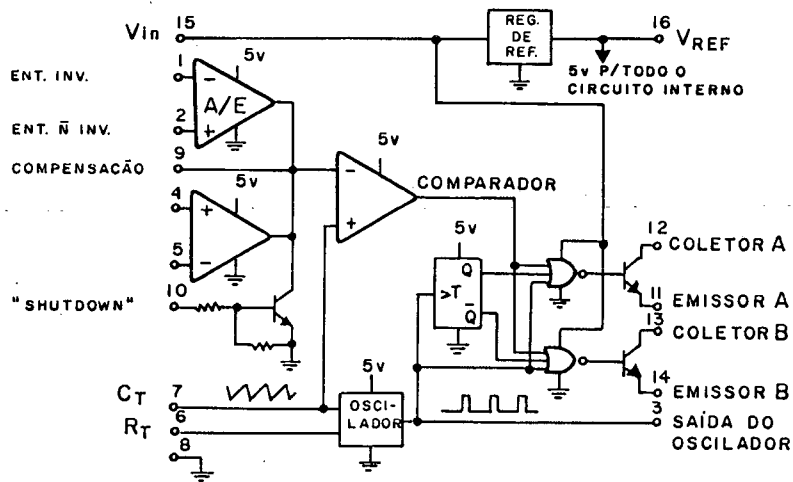 Vin 15
REG. DE REF.
16 VREF
5v P/TODO O
CIRCUITO INTERNO
ENT. INV. 1
5v
−
A/E
+
ENT. N̄ INV. 2
COMPENSAÇÃO 9
5v
−
+
COMPARADOR
4
5v
+
−
5
"SHUTDOWN" 10
5v
Q
>T
Q̄
12
COLETOR A
11
EMISSOR A
13
COLETOR B
14
EMISSOR B
3
SAÍDA DO
OSCILADOR
CT 7
5v
OSCI-
LADOR
RT 6
8